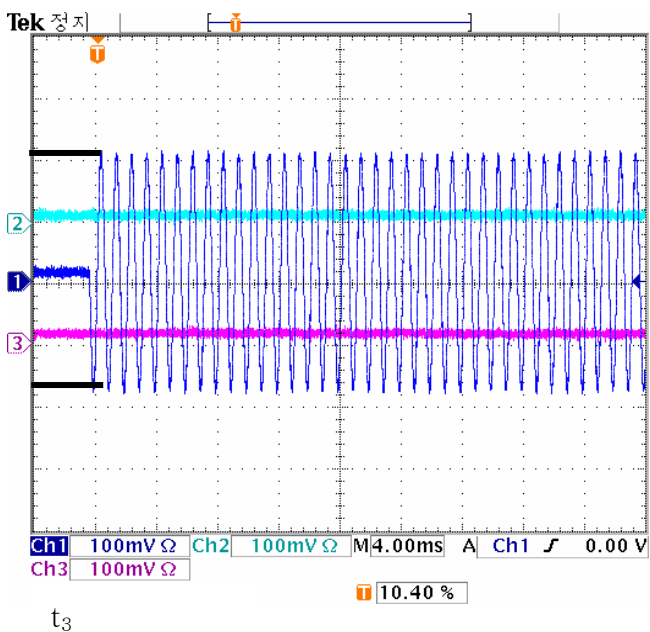 Tek 정지
T
T
2
1
3
Ch1 100mV Ω Ch2 100mV Ω M 4.00ms A Ch1 ƒ 0.00 V
Ch3 100mV Ω
T 10.40 %
t₃